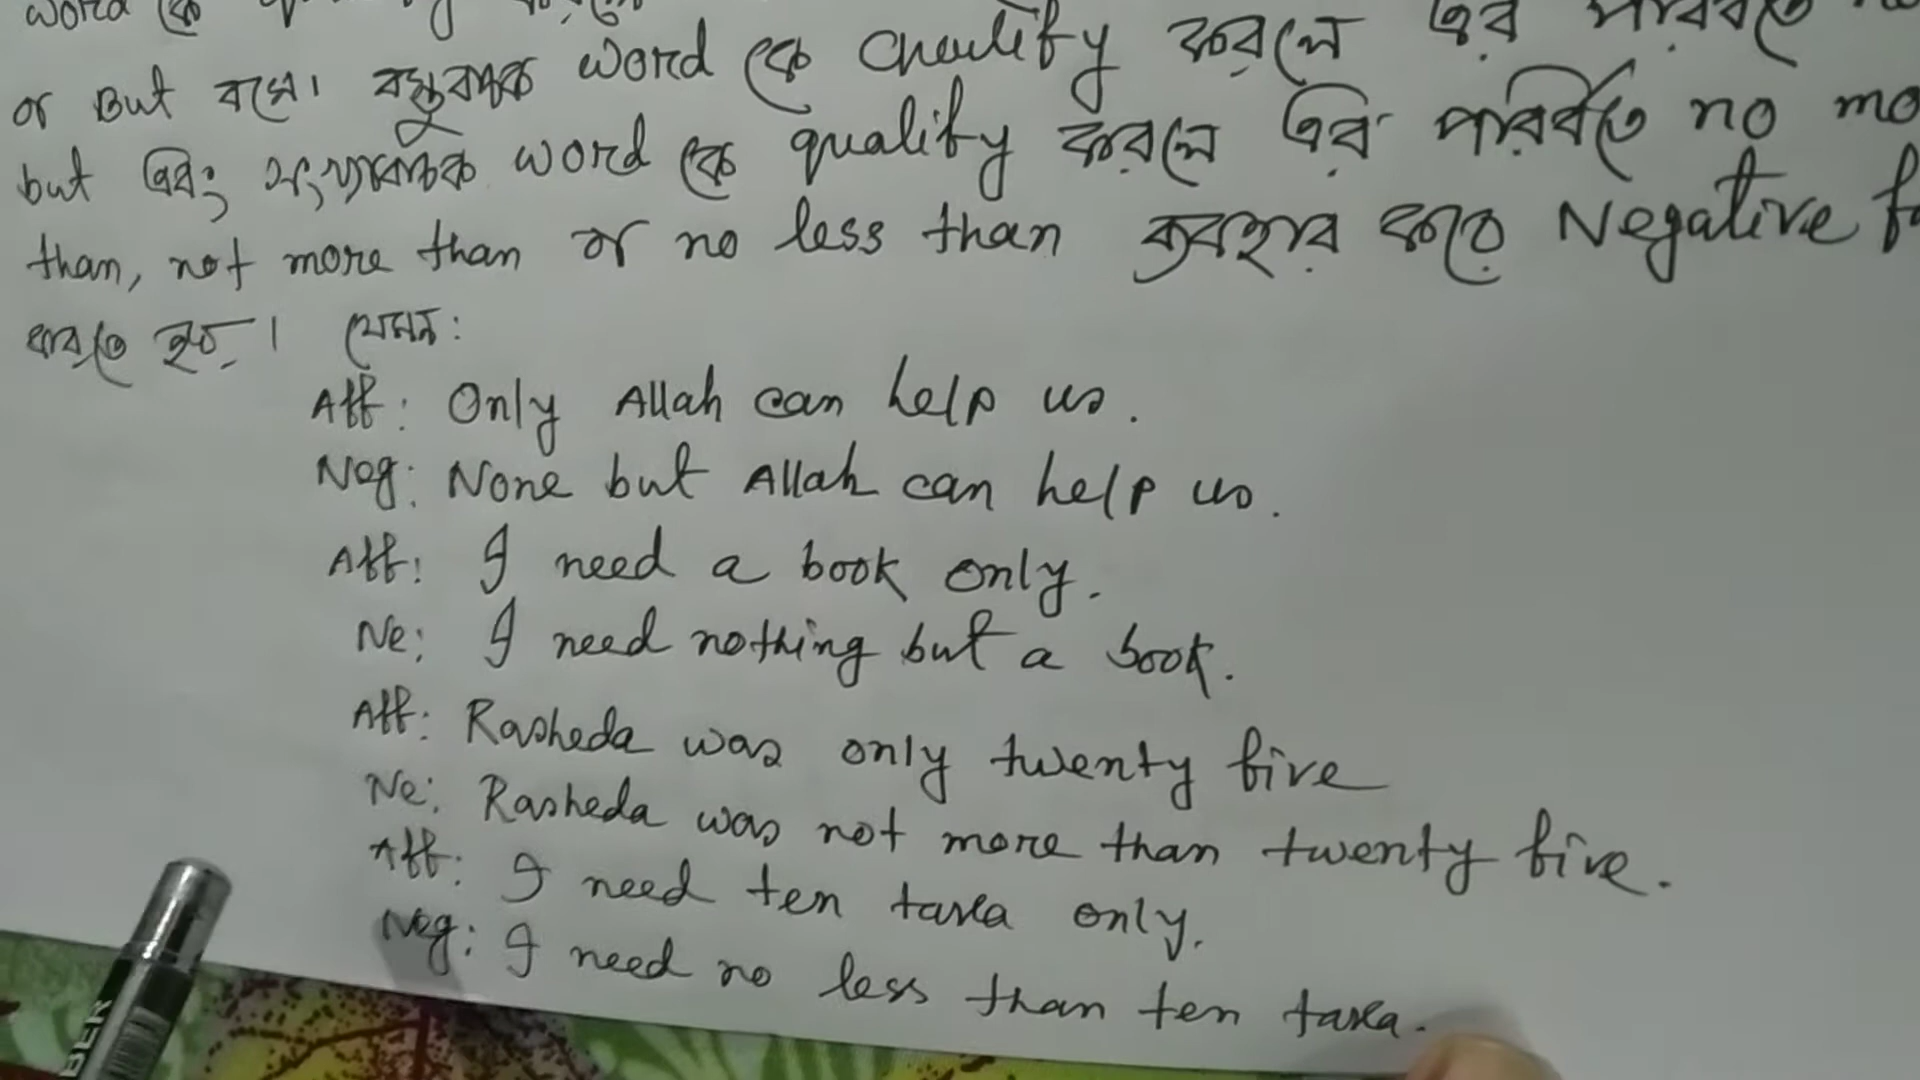 word কে
or But বসে। বস্তুবাচক word কে করলে এর পরিবর্তে
but এবং সংখ্যাবাচক word কে qualify করলে এর পরিবর্তে no mo
than, not more than or no less than ব্যবহার করে Negative f
করতে হয়। যেমন:
Aff: Only Allah can help us.
Neg: None but Allah can help us.
Aff: I need a book only.
Ne: I need nothing but a book.
Aff: Rasheda was only twenty five
Ne: Rasheda was not more than twenty five.
Aff: I need ten taka only.
Neg: I need no less than ten taka.
BER